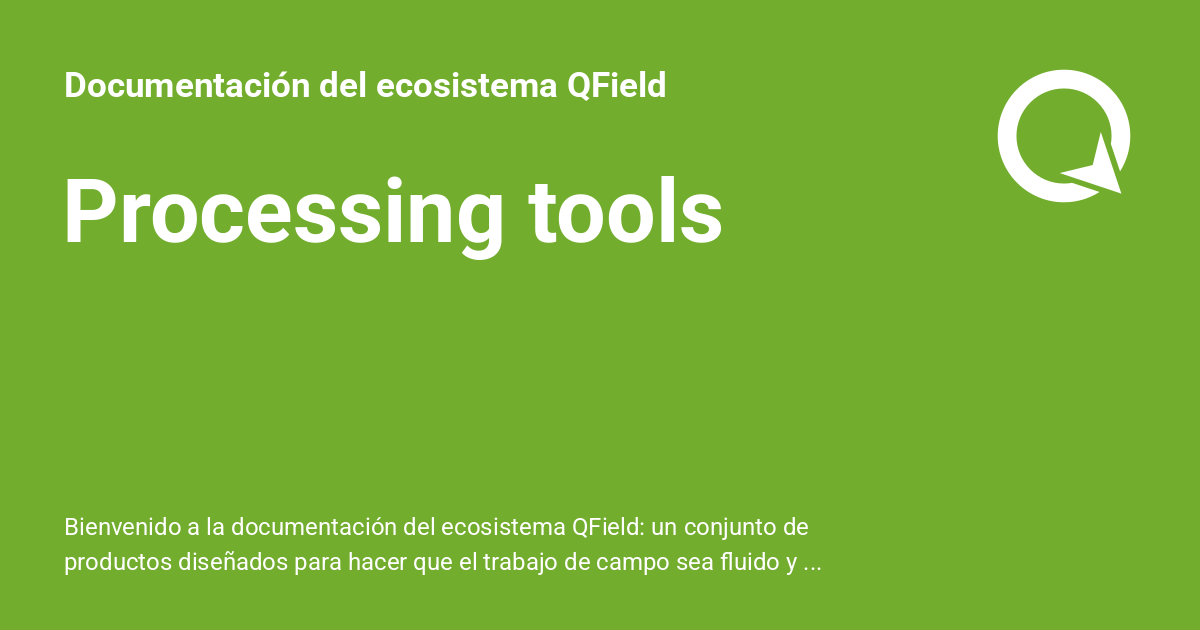 Documentación del ecosistema QField
Processing tools
Bienvenido a la documentación del ecosistema QField: un conjunto de
productos diseñados para hacer que el trabajo de campo sea fluido y ...